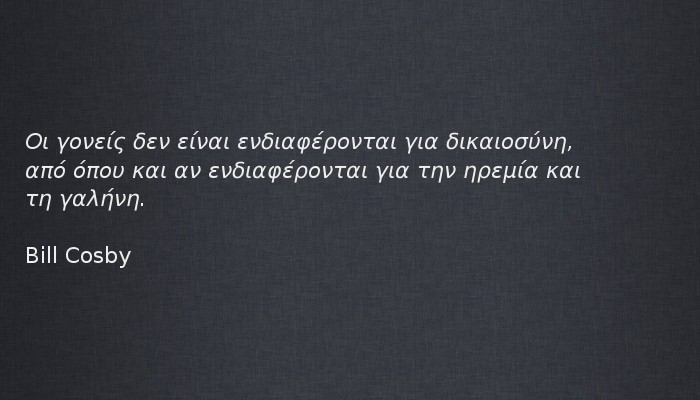 Οι γονείς δεν είναι ενδιαφέρονται για δικαιοσύνη,
από όπου και αν ενδιαφέρονται για την ηρεμία και
τη γαλήνη.
Bill Cosby